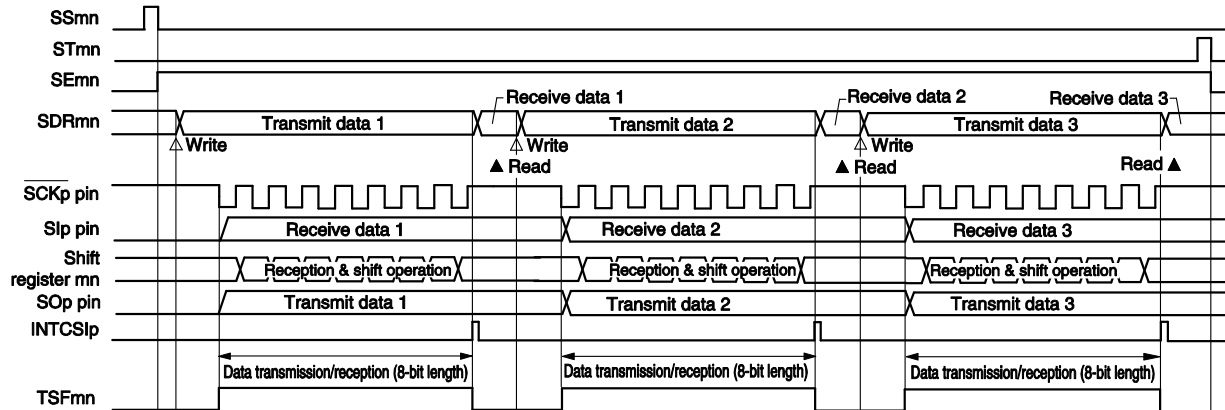 SSmn
STmn
SEmn
Receive data 1
Receive data 2
Receive data 3
SDRmn
Transmit data 1
Transmit data 2
Transmit data 3
Write
Write
Write
▲ Read
▲ Read
Read ▲
SCKp pin
SIp pin
Receive data 1
Receive data 2
Receive data 3
Shift
register mn
Reception & shift operation
Reception & shift operation
Reception & shift operation
SOp pin
Transmit data 1
Transmit data 2
Transmit data 3
INTCSIp
Data transmission/reception (8-bit length)
Data transmission/reception (8-bit length)
Data transmission/reception (8-bit length)
TSFmn